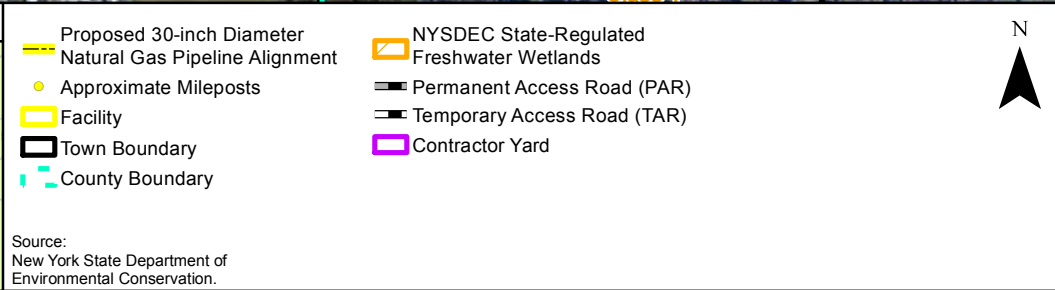 Proposed 30-inch Diameter
Natural Gas Pipeline Alignment
Approximate Mileposts
Facility
Town Boundary
County Boundary
NYSDEC State-Regulated
Freshwater Wetlands
Permanent Access Road (PAR)
Temporary Access Road (TAR)
Contractor Yard
N
Source:
New York State Department of
Environmental Conservation.